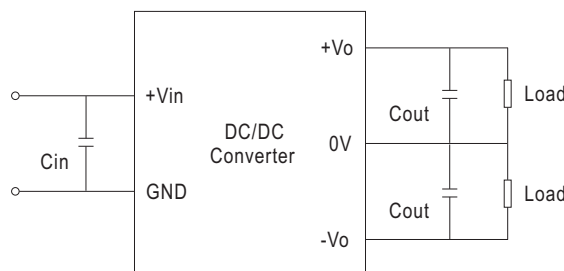 +Vo
+Vin
Cout
Load
DC/DC
Converter
0V
Cin
GND
Cout
Load
-Vo